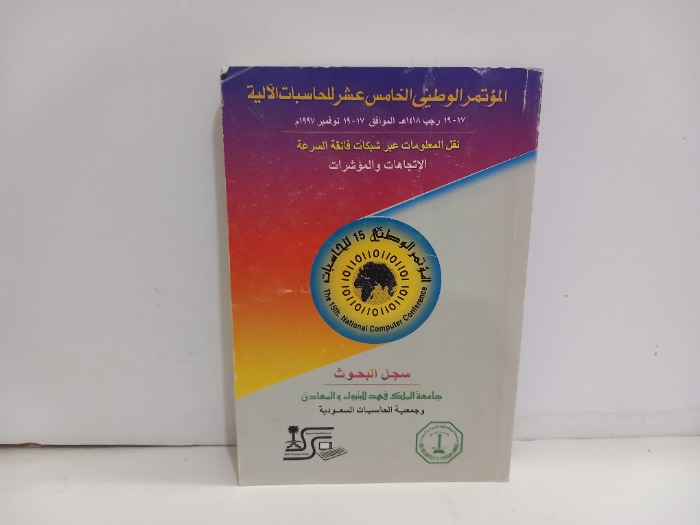 المؤتمر الوطني الخامس عشر للحاسبات الآلية
١٧-١٩ رجب ١٤١٨هـ الموافق ١٧-١٩ نوفمبر ١٩٩٧م
نقل المعلومات عبر شبكات فائقة السرعة
الإتجاهات والمؤشرات
المؤتمر الوطني 15 للحاسبات
1011011011011
1011011011011
The 15th. National Computer Conference
سجل البحوث
جامعة الملك فهد للبترول والمعادن
وجمعية الحاسبات السعودية